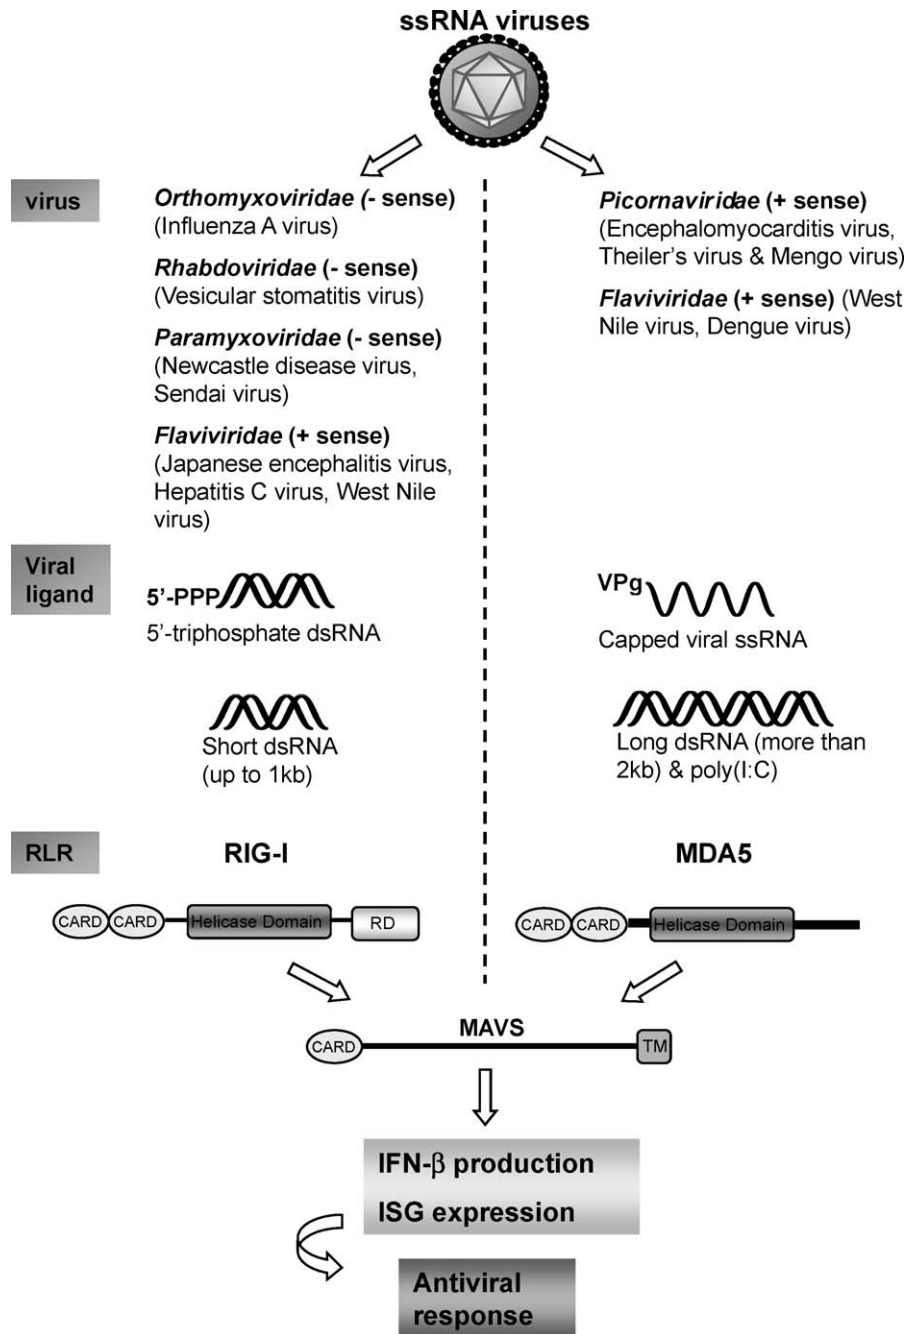 ssRNA viruses
virus
Orthomyxoviridae (- sense)
(Influenza A virus)
Rhabdoviridae (- sense)
(Vesicular stomatitis virus)
Paramyxoviridae (- sense)
(Newcastle disease virus,
Sendai virus)
Flaviviridae (+ sense)
(Japanese encephalitis virus,
Hepatitis C virus, West Nile
virus)
Picornaviridae (+ sense)
(Encephalomyocarditis virus,
Theiler's virus & Mengo virus)
Flaviviridae (+ sense) (West
Nile virus, Dengue virus)
Viral
ligand
5'-PPP
5'-triphosphate dsRNA
Short dsRNA
(up to 1kb)
VPg
Capped viral ssRNA
Long dsRNA (more than
2kb) & poly(I:C)
RLR
RIG-I
MDA5
CARD CARD Helicase Domain RD
CARD CARD Helicase Domain
MAVS
CARD TM
IFN-β production
ISG expression
Antiviral
response